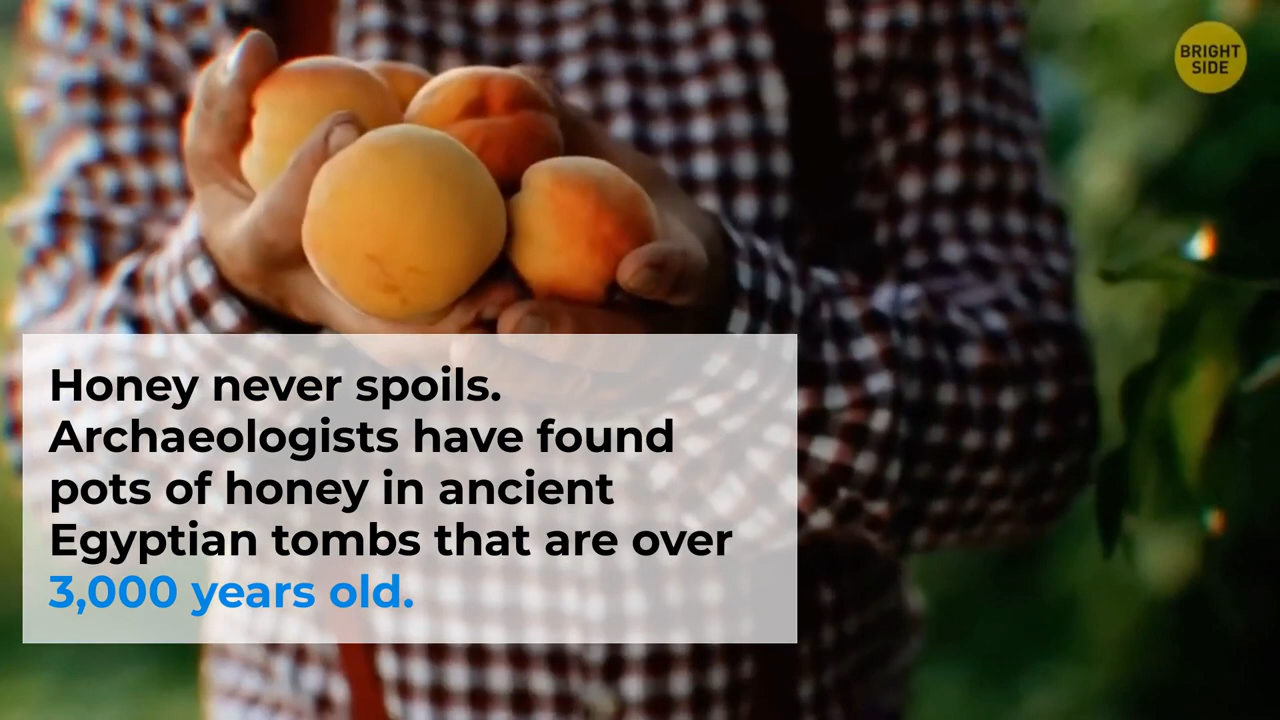 BRIGHT
SIDE
Honey never spoils.
Archaeologists have found
pots of honey in ancient
Egyptian tombs that are over
3,000 years old.